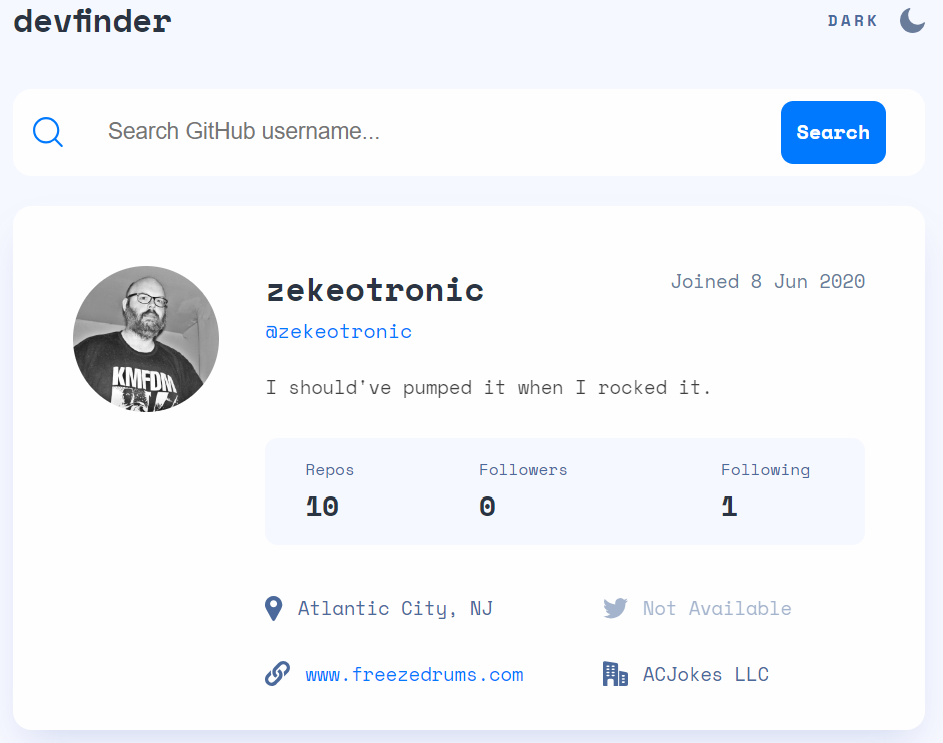 devfinder
DARK
Search GitHub username...
Search
zekeotronic
Joined 8 Jun 2020
@zekeotronic
I should've pumped it when I rocked it.
KMFDM
Repos
Followers
Following
10
0
1
Atlantic City, NJ
Not Available
www.freezedrums.com
ACJokes LLC